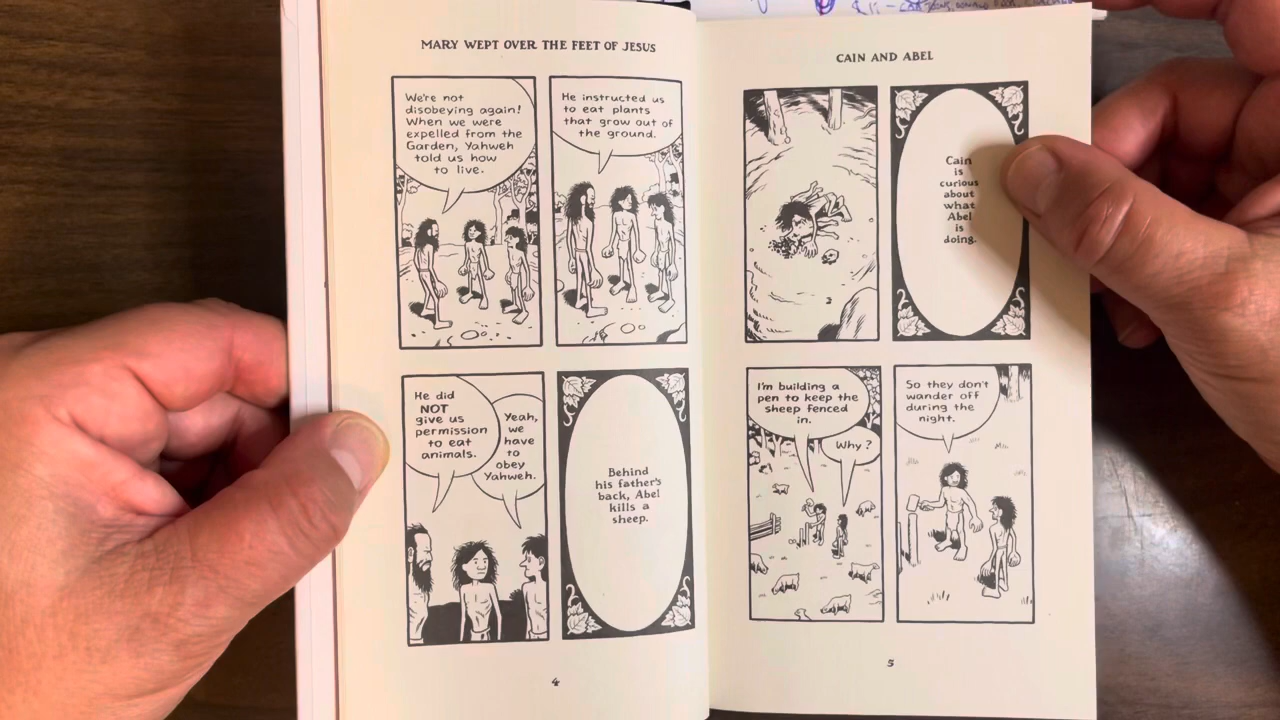 MARY WEPT OVER THE FEET OF JESUS
We're not
disobeying again!
When we were
expelled from the
Garden, Yahweh
told us how
to live.
He instructed us
to eat plants
that grow out of
the ground.
He did
NOT
give us
permission
to eat
animals.
Yeah,
we
have
to
obey
Yahweh.
Behind
his father's
back, Abel
kills a
sheep.
4
CAIN AND ABEL
Cain
is
curious
about
what
Abel
is
doing.
I'm building a
pen to keep the
sheep fenced
in.
Why?
So they don't
wander off
during the
night.
5